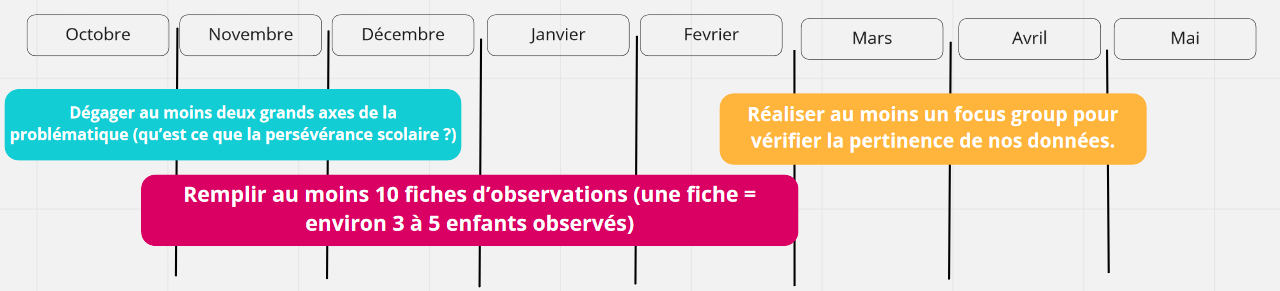 Octobre
Novembre
Décembre
Janvier
Fevrier
Mars
Avril
Mai
Dégager au moins deux grands axes de la
problématique (qu’est ce que la persévérance scolaire ?)
Réaliser au moins un focus group pour
vérifier la pertinence de nos données.
Remplir au moins 10 fiches d’observations (une fiche =
environ 3 à 5 enfants observés)